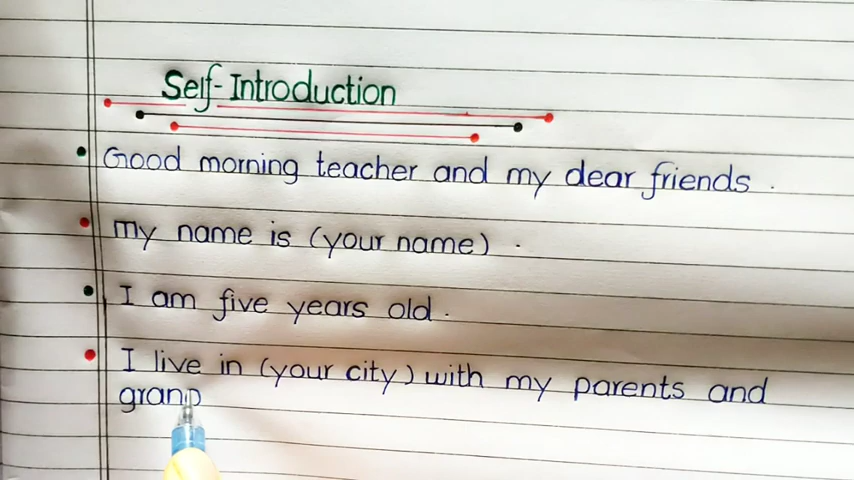 Self-Introduction
Good morning teacher and my dear friends.
My name is (your name).
I am five years old.
I live in (your city) with my parents and
granp